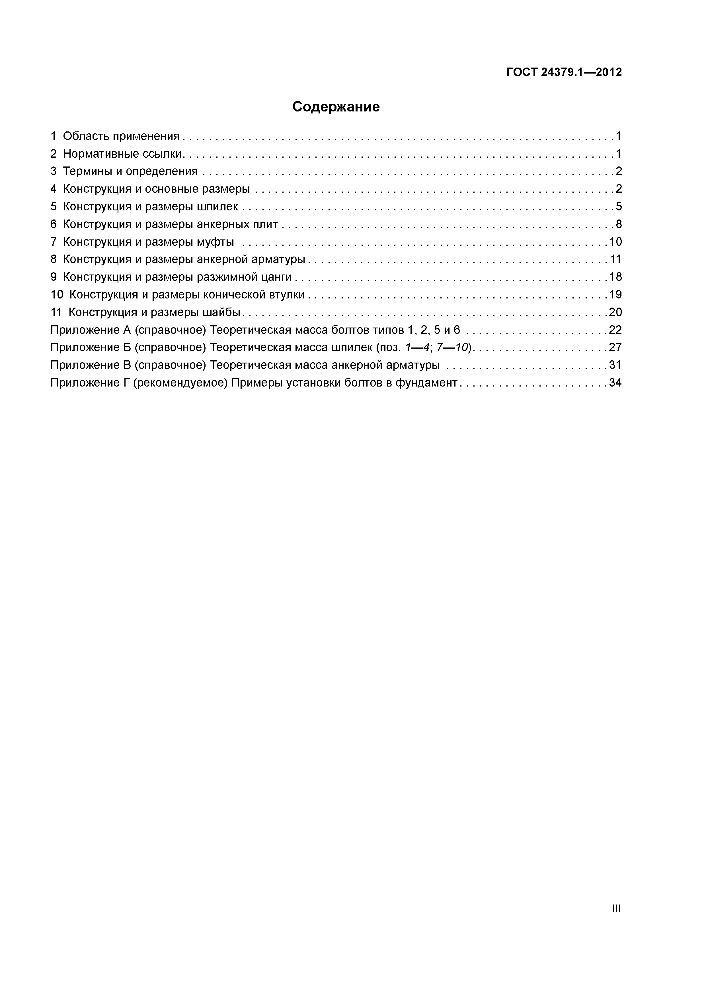 ГОСТ 24379.1—2012
Содержание
1 Область применения . . . . . . . . . . 1
2 Нормативные ссылки . . . . . . . . . . 1
3 Термины и определения . . . . . . . . . . 2
4 Конструкция и основные размеры . . . . . . . . . . 2
5 Конструкция и размеры шпилек . . . . . . . . . . 5
6 Конструкция и размеры анкерных плит . . . . . . . . . . 8
7 Конструкция и размеры муфты . . . . . . . . . . 10
8 Конструкция и размеры анкерной арматуры . . . . . . . . . . 11
9 Конструкция и размеры разжимной цанги . . . . . . . . . . 18
10 Конструкция и размеры конической втулки . . . . . . . . . . 19
11 Конструкция и размеры шайбы . . . . . . . . . . 20
Приложение А (справочное) Теоретическая масса болтов типов 1, 2, 5 и 6 . . . . . . . . . . 22
Приложение Б (справочное) Теоретическая масса шпилек (поз. 1—4; 7—10) . . . . . . . . . . 27
Приложение В (справочное) Теоретическая масса анкерной арматуры . . . . . . . . . . 31
Приложение Г (рекомендуемое) Примеры установки болтов в фундамент . . . . . . . . . . 34
III